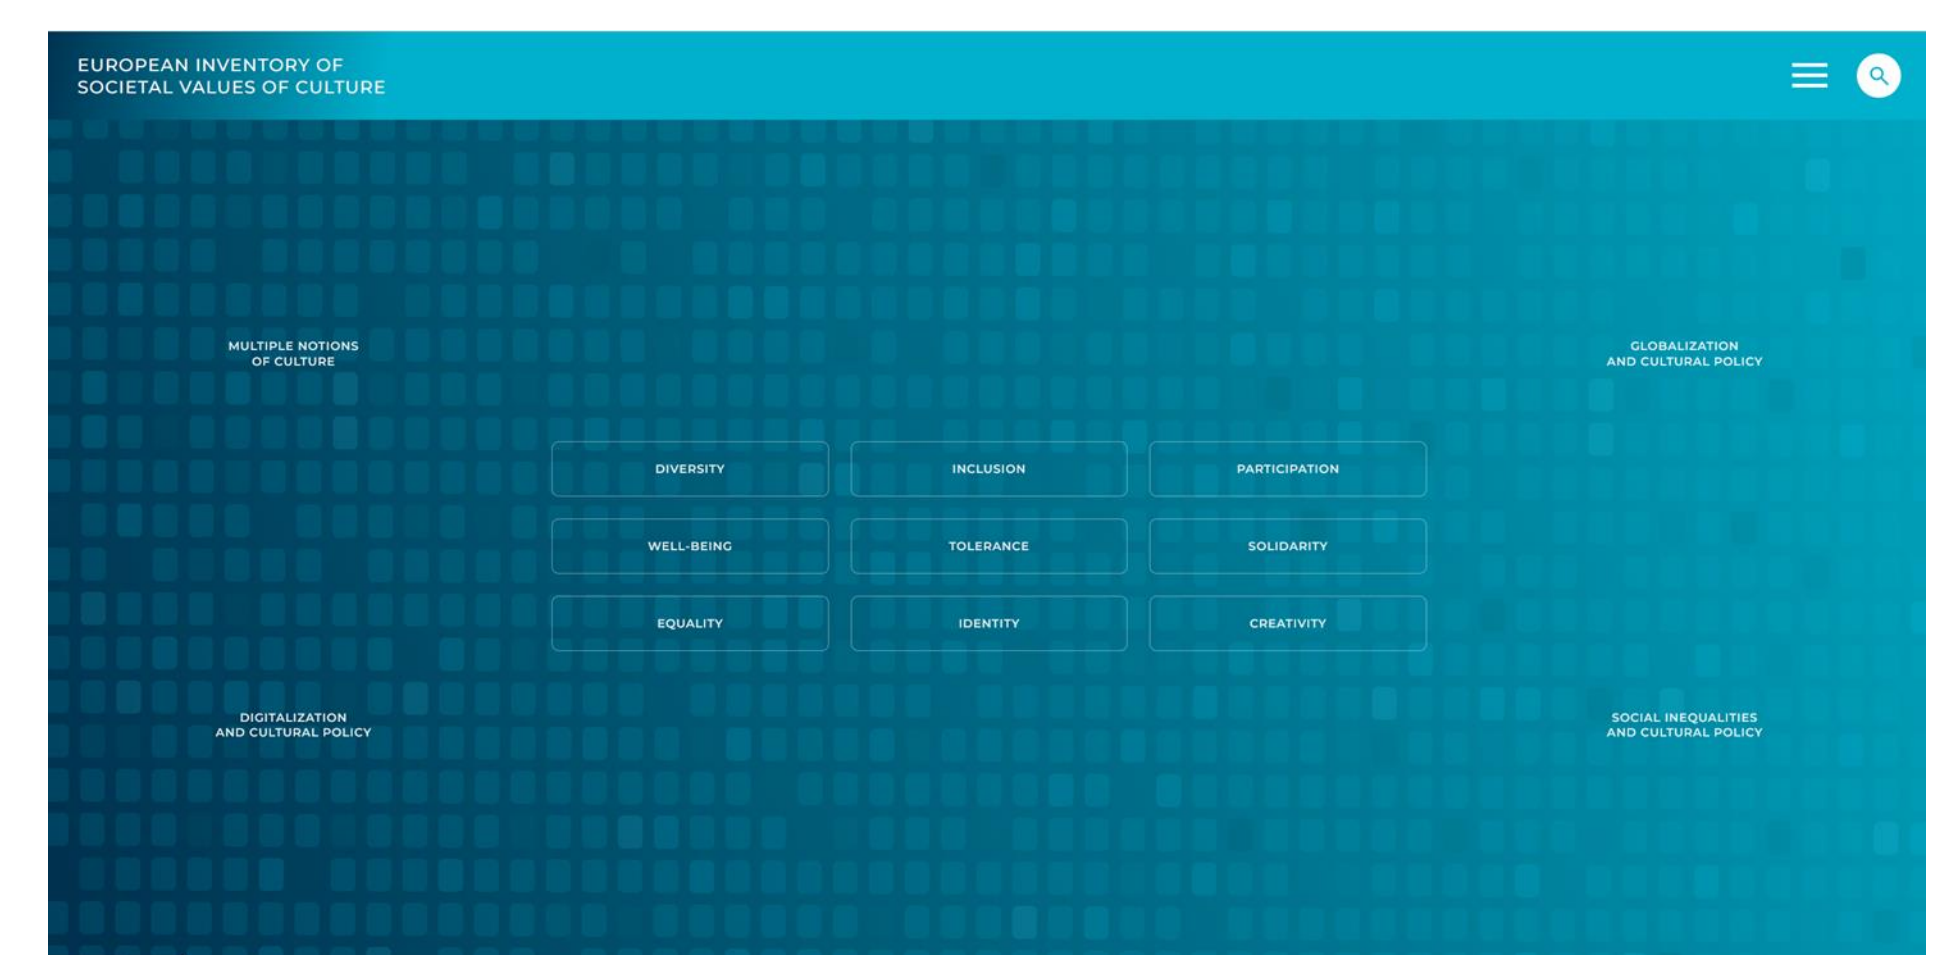 EUROPEAN INVENTORY OF
SOCIETAL VALUES OF CULTURE
MULTIPLE NOTIONS
OF CULTURE
GLOBALIZATION
AND CULTURAL POLICY
DIVERSITY
INCLUSION
PARTICIPATION
WELL-BEING
TOLERANCE
SOLIDARITY
EQUALITY
IDENTITY
CREATIVITY
DIGITALIZATION
AND CULTURAL POLICY
SOCIAL INEQUALITIES
AND CULTURAL POLICY